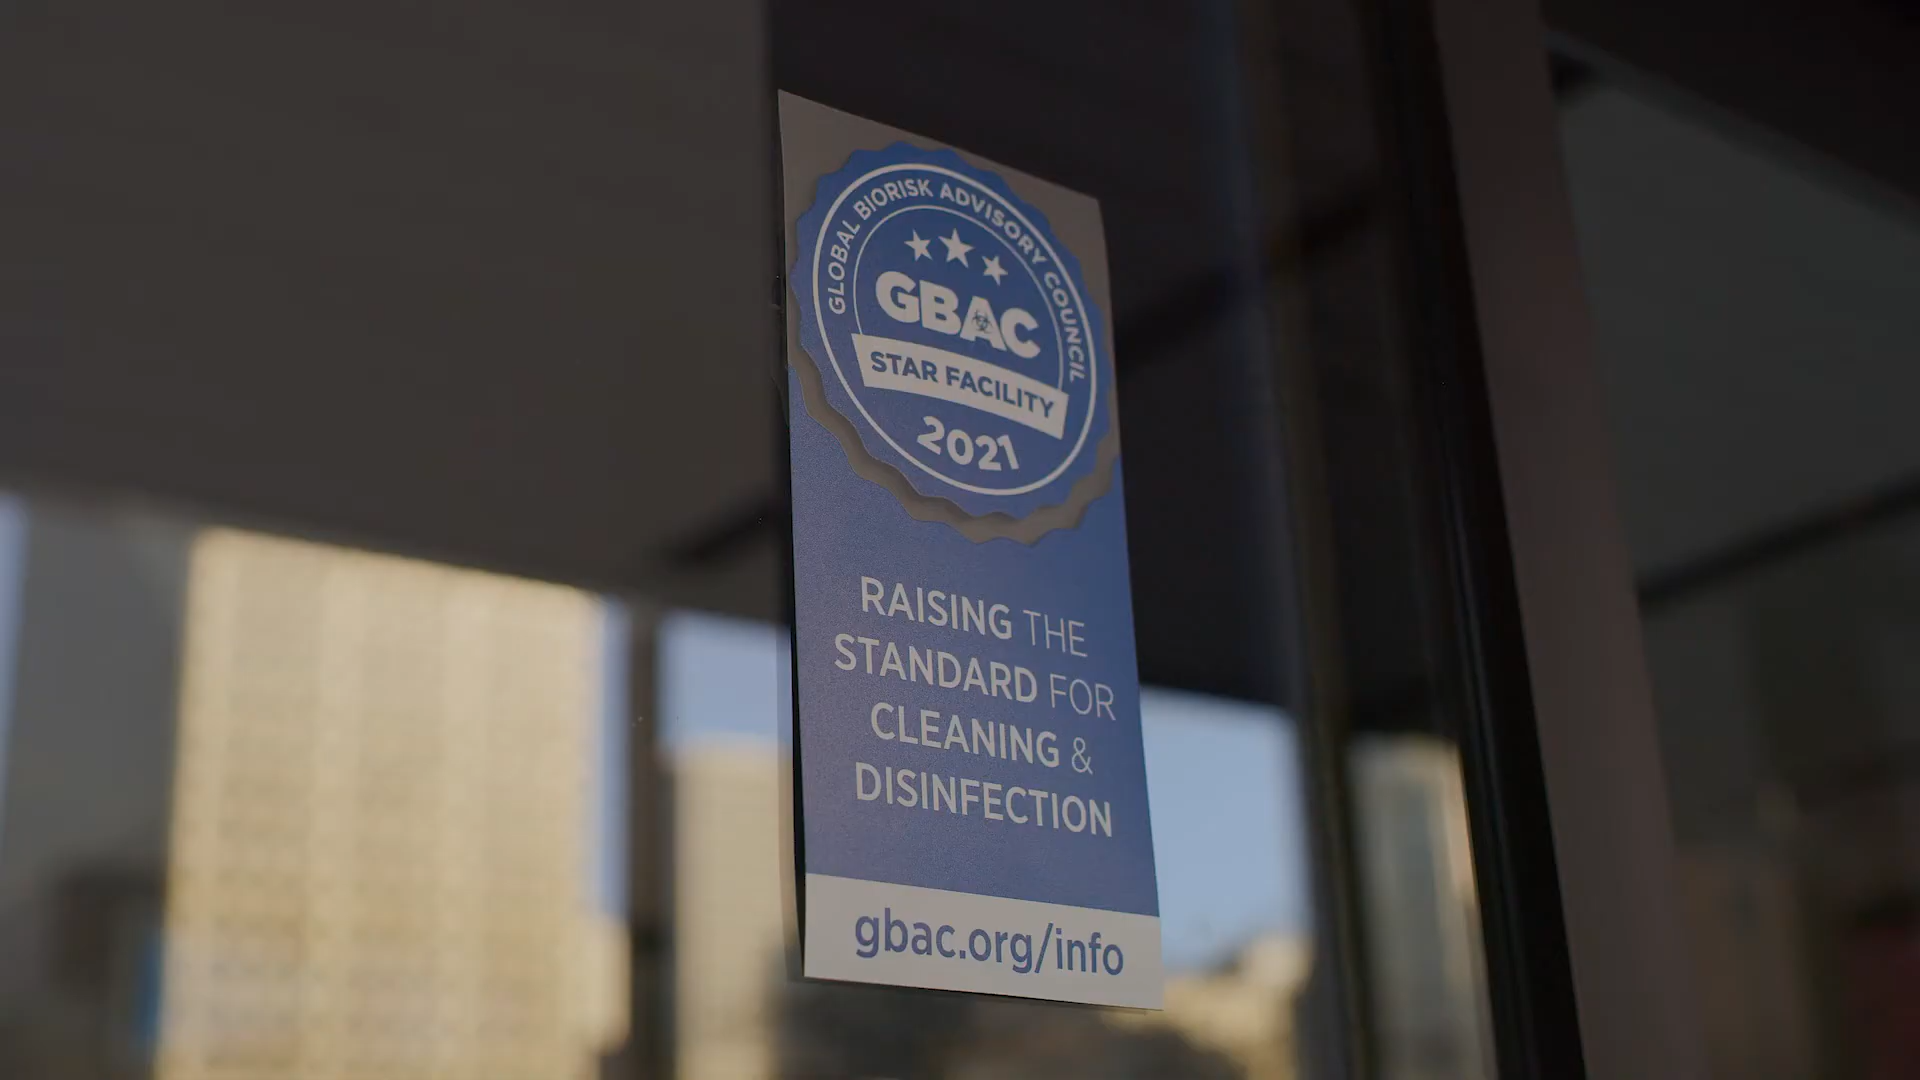 GLOBAL BIORISK ADVISORY COUNCIL
GBAC
STAR FACILITY
2021
RAISING THE
STANDARD FOR
CLEANING &
DISINFECTION
gbac.org/info